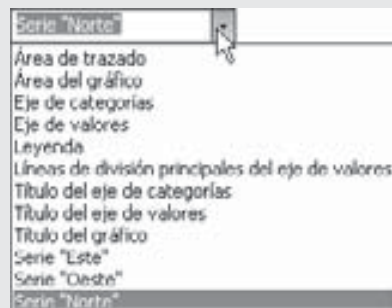 Serie "Norte"
Área de trazado
Área del gráfico
Eje de categorías
Eje de valores
Leyenda
Líneas de división principales del eje de valores
Título del eje de categorías
Título del eje de valores
Título del gráfico
Serie "Este"
Serie "Oeste"
Serie "Norte"